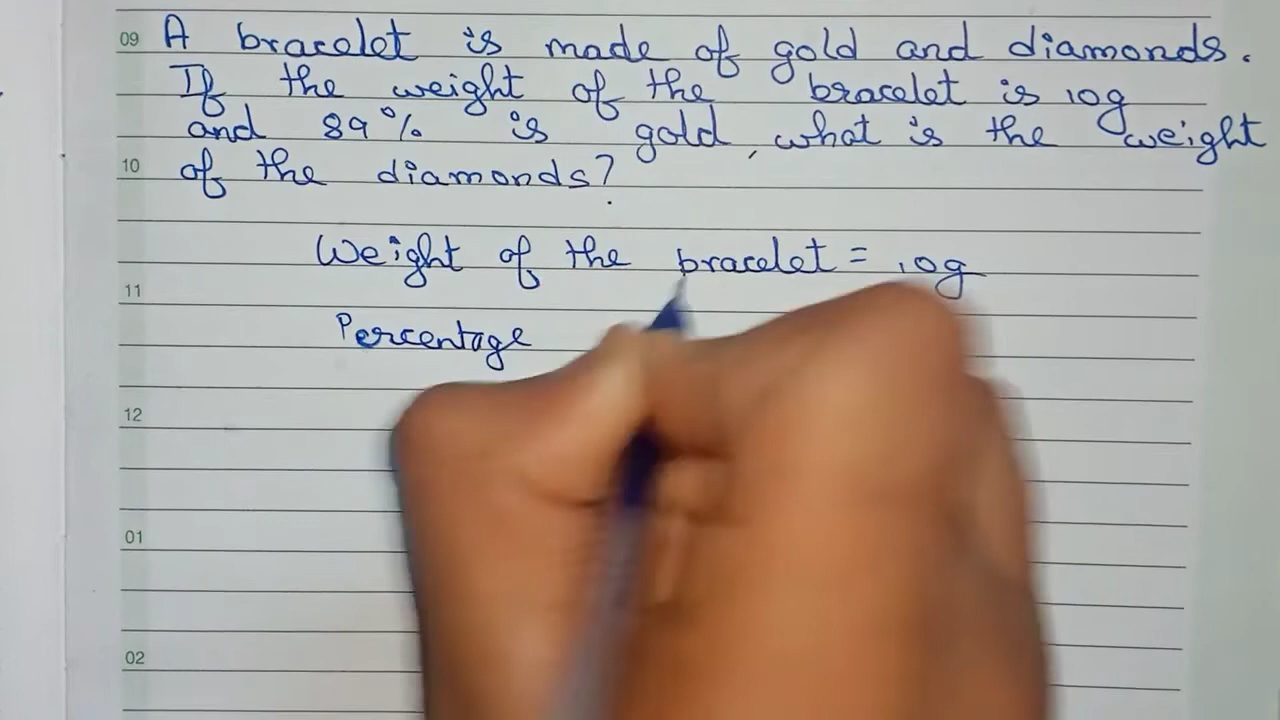 09 A bracelet is made of gold and diamonds.
If the weight of the bracelet is 10g
and 89% is gold, what is the weight
10 of the diamonds?
Weight of the bracelet = 10g
11
Percentage
12
01
02